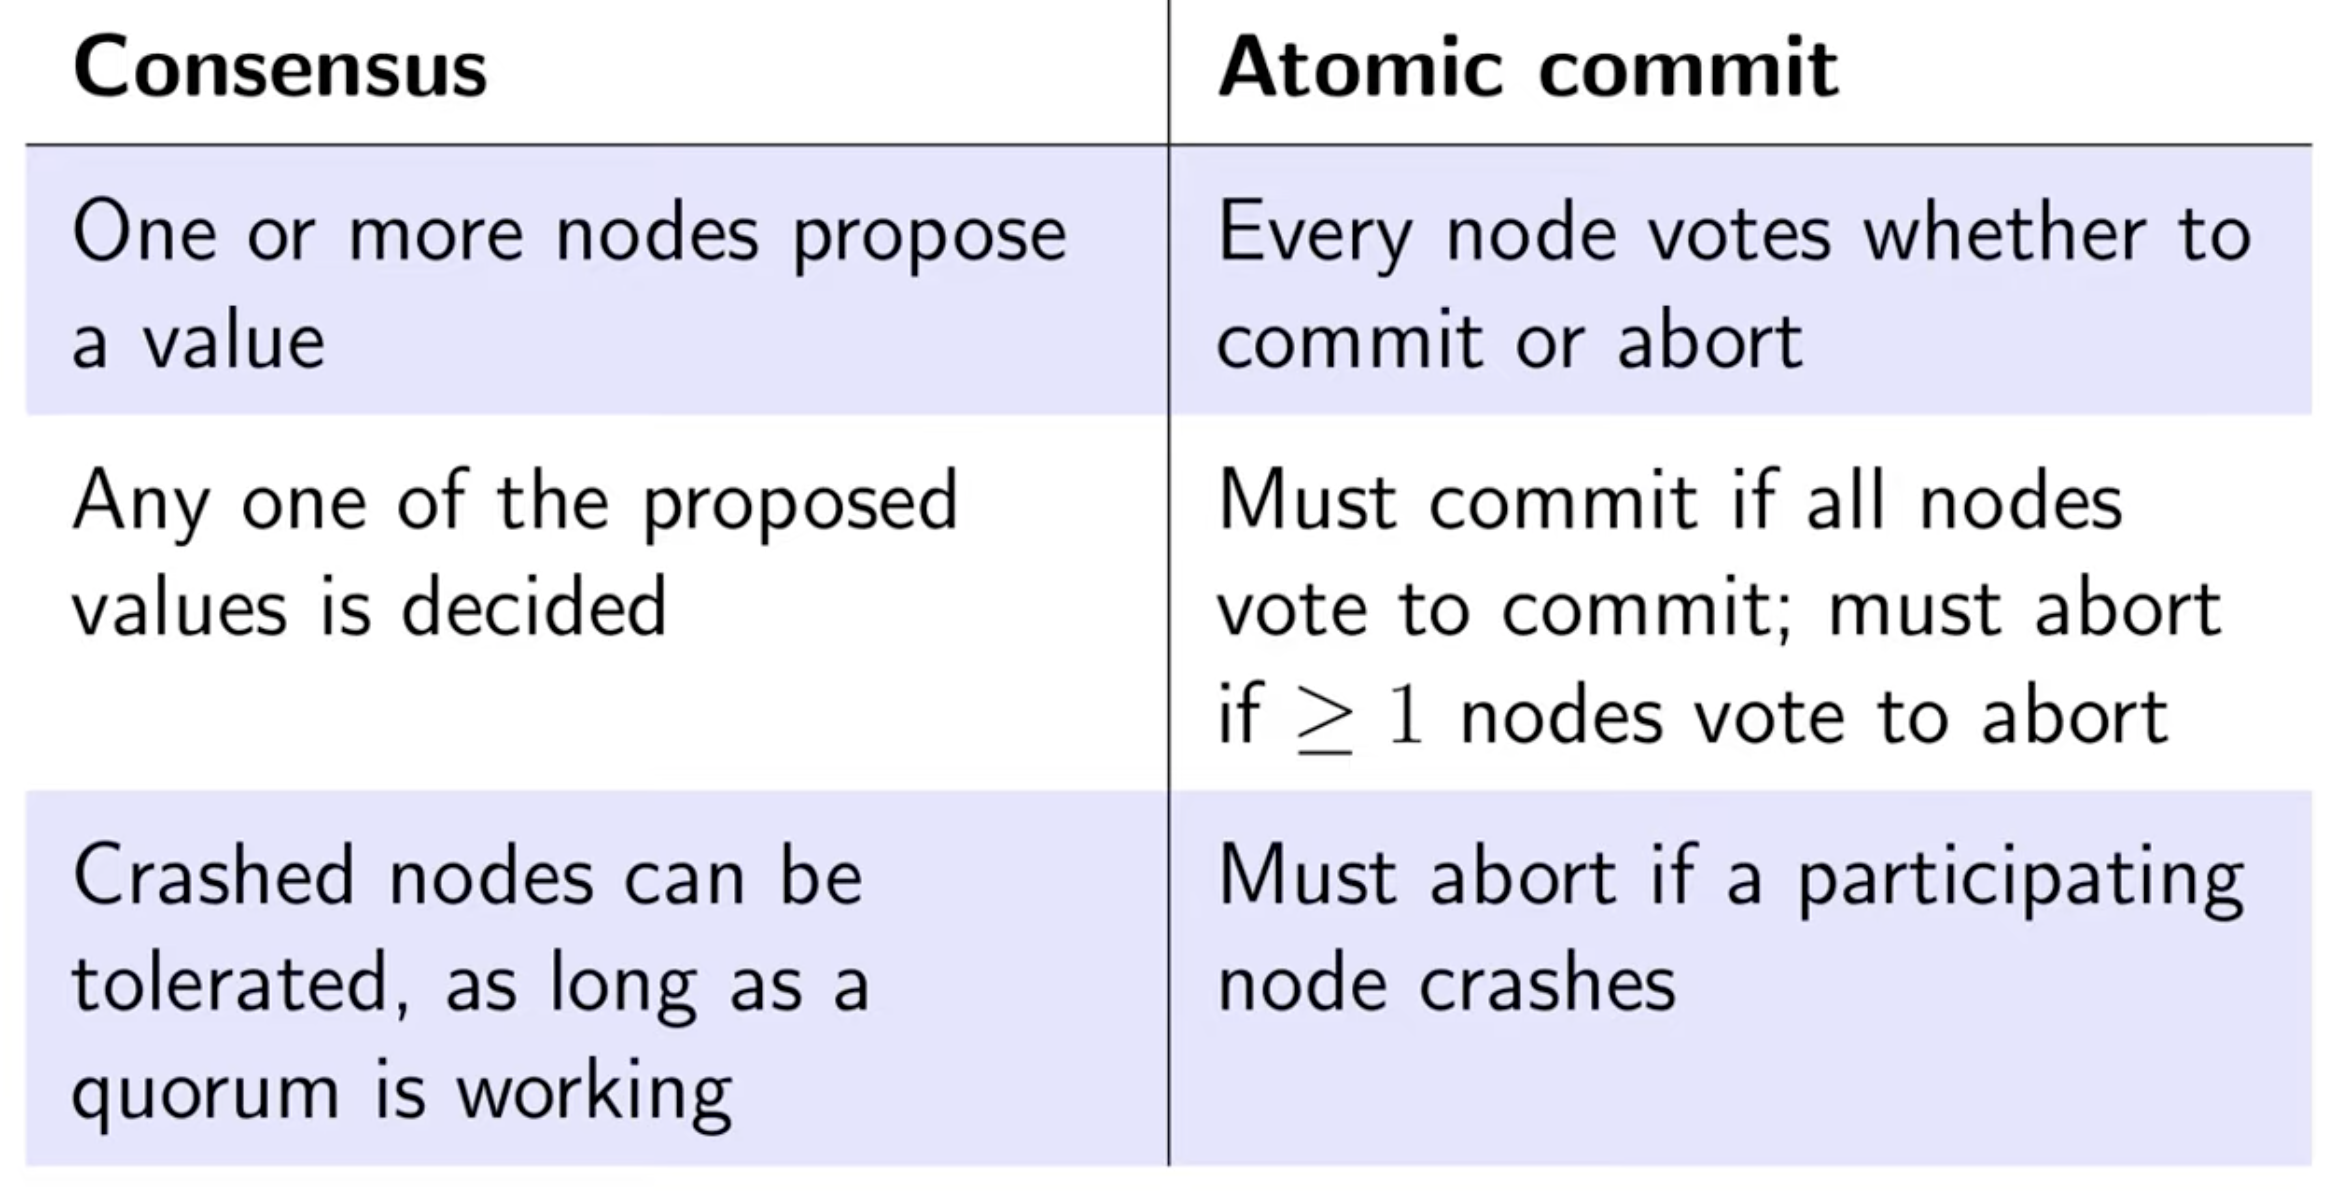 Consensus
Atomic commit
One or more nodes propose
a value
Every node votes whether to
commit or abort
Any one of the proposed
values is decided
Must commit if all nodes
vote to commit; must abort
if ≥ 1 nodes vote to abort
Crashed nodes can be
tolerated, as long as a
quorum is working
Must abort if a participating
node crashes